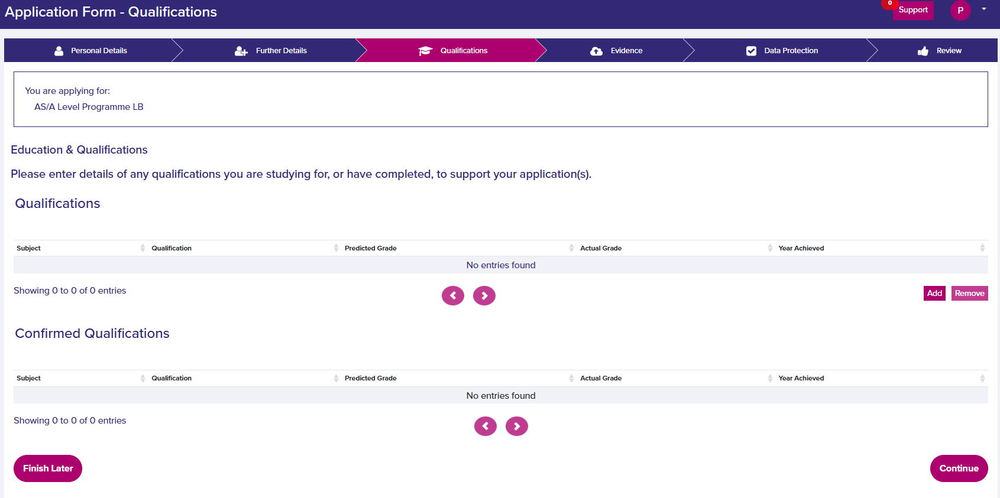 Application Form - Qualifications
0
Support
P
Personal Details
Further Details
Qualifications
Evidence
Data Protection
Review
You are applying for:
AS/A Level Programme LB
Education & Qualifications
Please enter details of any qualifications you are studying for, or have completed, to support your application(s).
Qualifications
Subject Qualification Predicted Grade Actual Grade Year Achieved
No entries found
Showing 0 to 0 of 0 entries
Add Remove
Confirmed Qualifications
Subject Qualification Predicted Grade Actual Grade Year Achieved
No entries found
Showing 0 to 0 of 0 entries
Finish Later
Continue